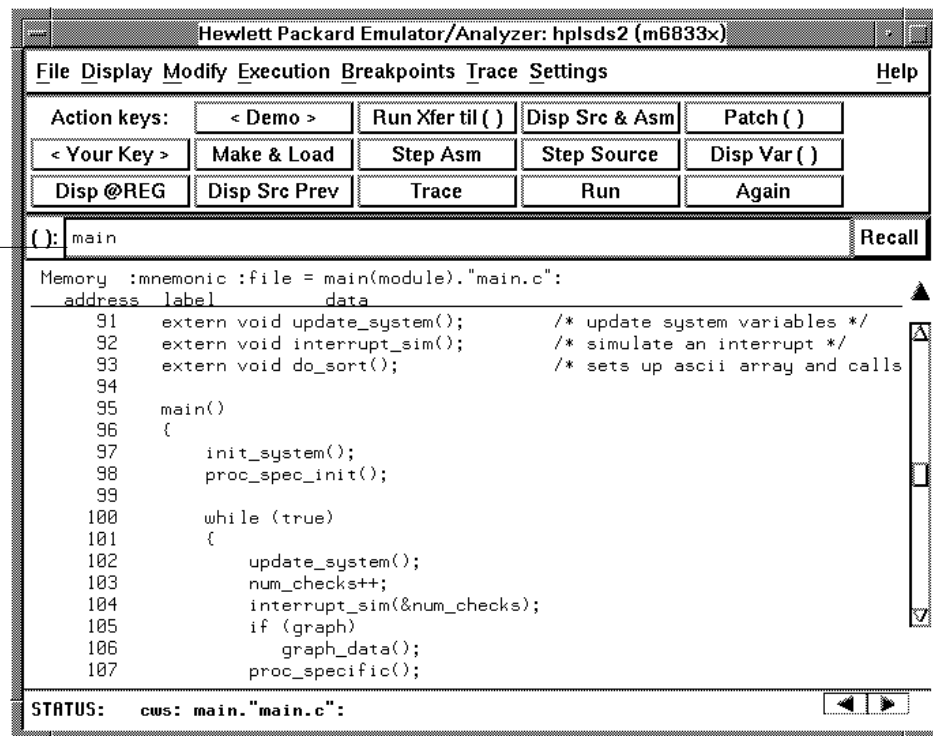 Hewlett Packard Emulator/Analyzer: hplsds2 (m6833x)
File Display Modify Execution Breakpoints Trace Settings Help
Action keys: < Demo > Run Xfer til ( ) Disp Src & Asm Patch ( )
< Your Key > Make & Load Step Asm Step Source Disp Var ( )
Disp @REG Disp Src Prev Trace Run Again
( ): main Recall
Memory :mnemonic :file = main(module)."main.c":
address label data
91 extern void update_system(); /* update system variables */
92 extern void interrupt_sim(); /* simulate an interrupt */
93 extern void do_sort(); /* sets up ascii array and calls
94
95 main()
96 {
97 init_system();
98 proc_spec_init();
99
100 while (true)
101 {
102 update_system();
103 num_checks++;
104 interrupt_sim(&num_checks);
105 if (graph)
106 graph_data();
107 proc_specific();
STATUS: cws: main."main.c":